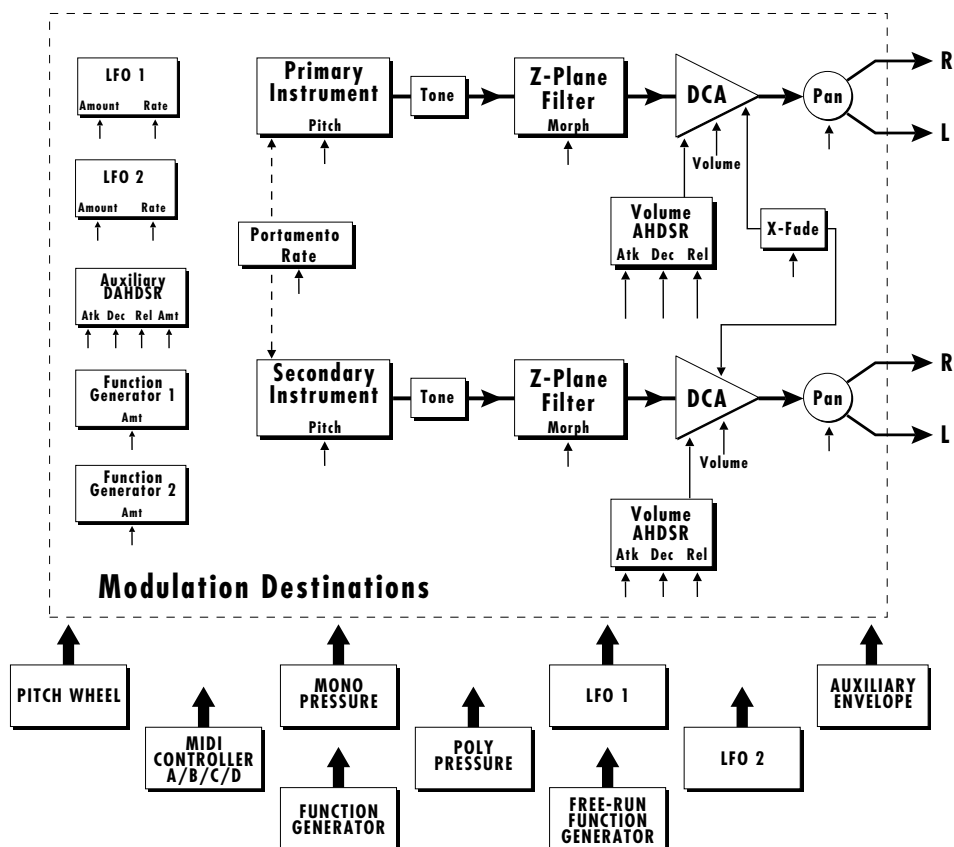 LFO 1
Amount Rate
LFO 2
Amount Rate
Auxiliary
DAHDSR
Atk Dec Rel Amt
Function
Generator 1
Amt
Function
Generator 2
Amt
Primary
Instrument
Pitch
Tone
Z-Plane
Filter
Morph
DCA
Volume
Pan
R
L
Portamento
Rate
Volume
AHDSR
Atk Dec Rel
X-Fade
Secondary
Instrument
Pitch
Tone
Z-Plane
Filter
Morph
DCA
Volume
Pan
R
L
Volume
AHDSR
Atk Dec Rel
Modulation Destinations
PITCH WHEEL
MIDI
CONTROLLER
A/B/C/D
MONO
PRESSURE
FUNCTION
GENERATOR
POLY
PRESSURE
LFO 1
FREE-RUN
FUNCTION
GENERATOR
LFO 2
AUXILIARY
ENVELOPE